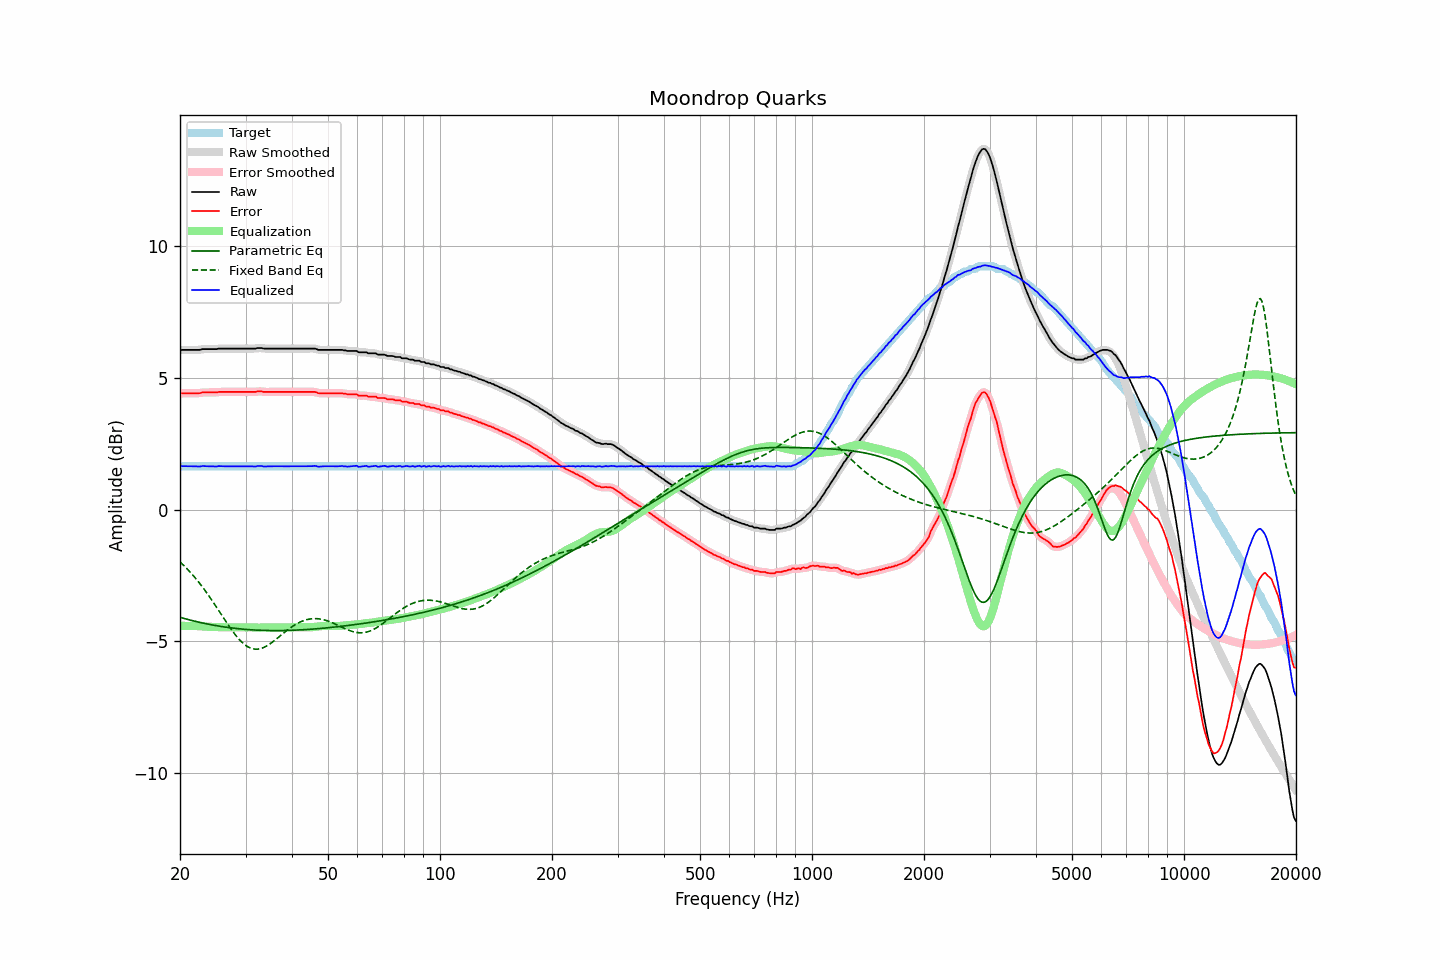 Moondrop Quarks
Target
Raw Smoothed
Error Smoothed
Raw
Error
Equalization
Parametric Eq
Fixed Band Eq
Equalized
10
5
0
−5
−10
Amplitude (dBr)
20 50 100 200 500 1000 2000 5000 10000 20000
Frequency (Hz)